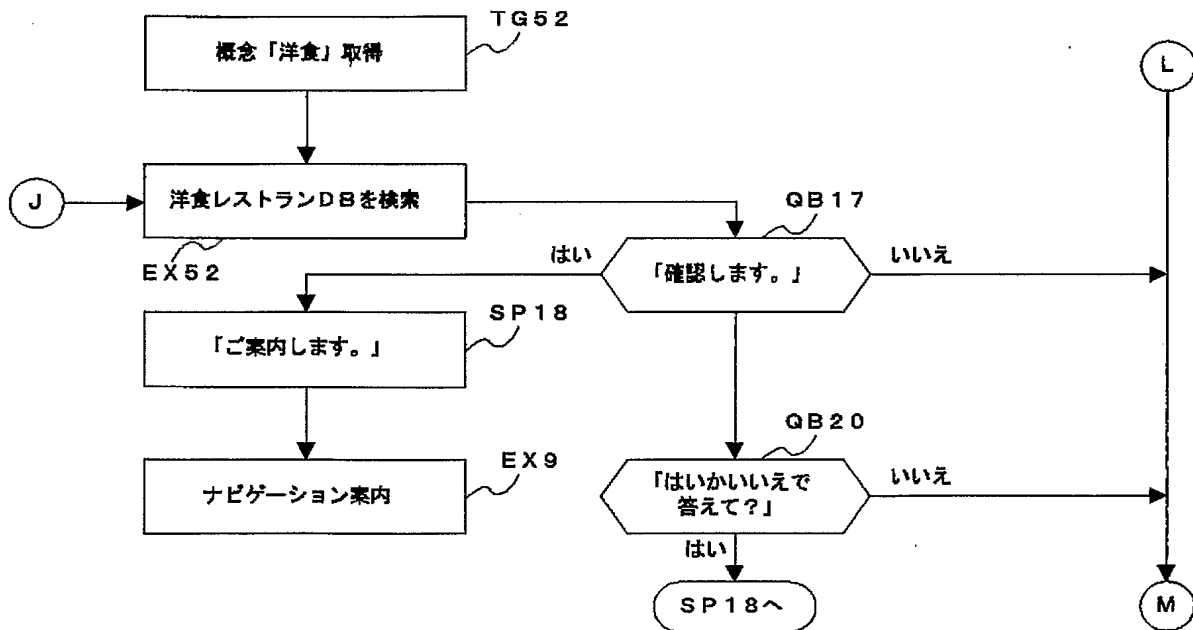 TG52
概念「洋食」取得
L
J
洋食レストランDBを検索
EX52
QB17
はい
「確認します。」
いいえ
SP18
「ご案内します。」
QB20
EX9
ナビゲーション案内
「はいかいいえで
答えて?」
いいえ
はい
SP18へ
M